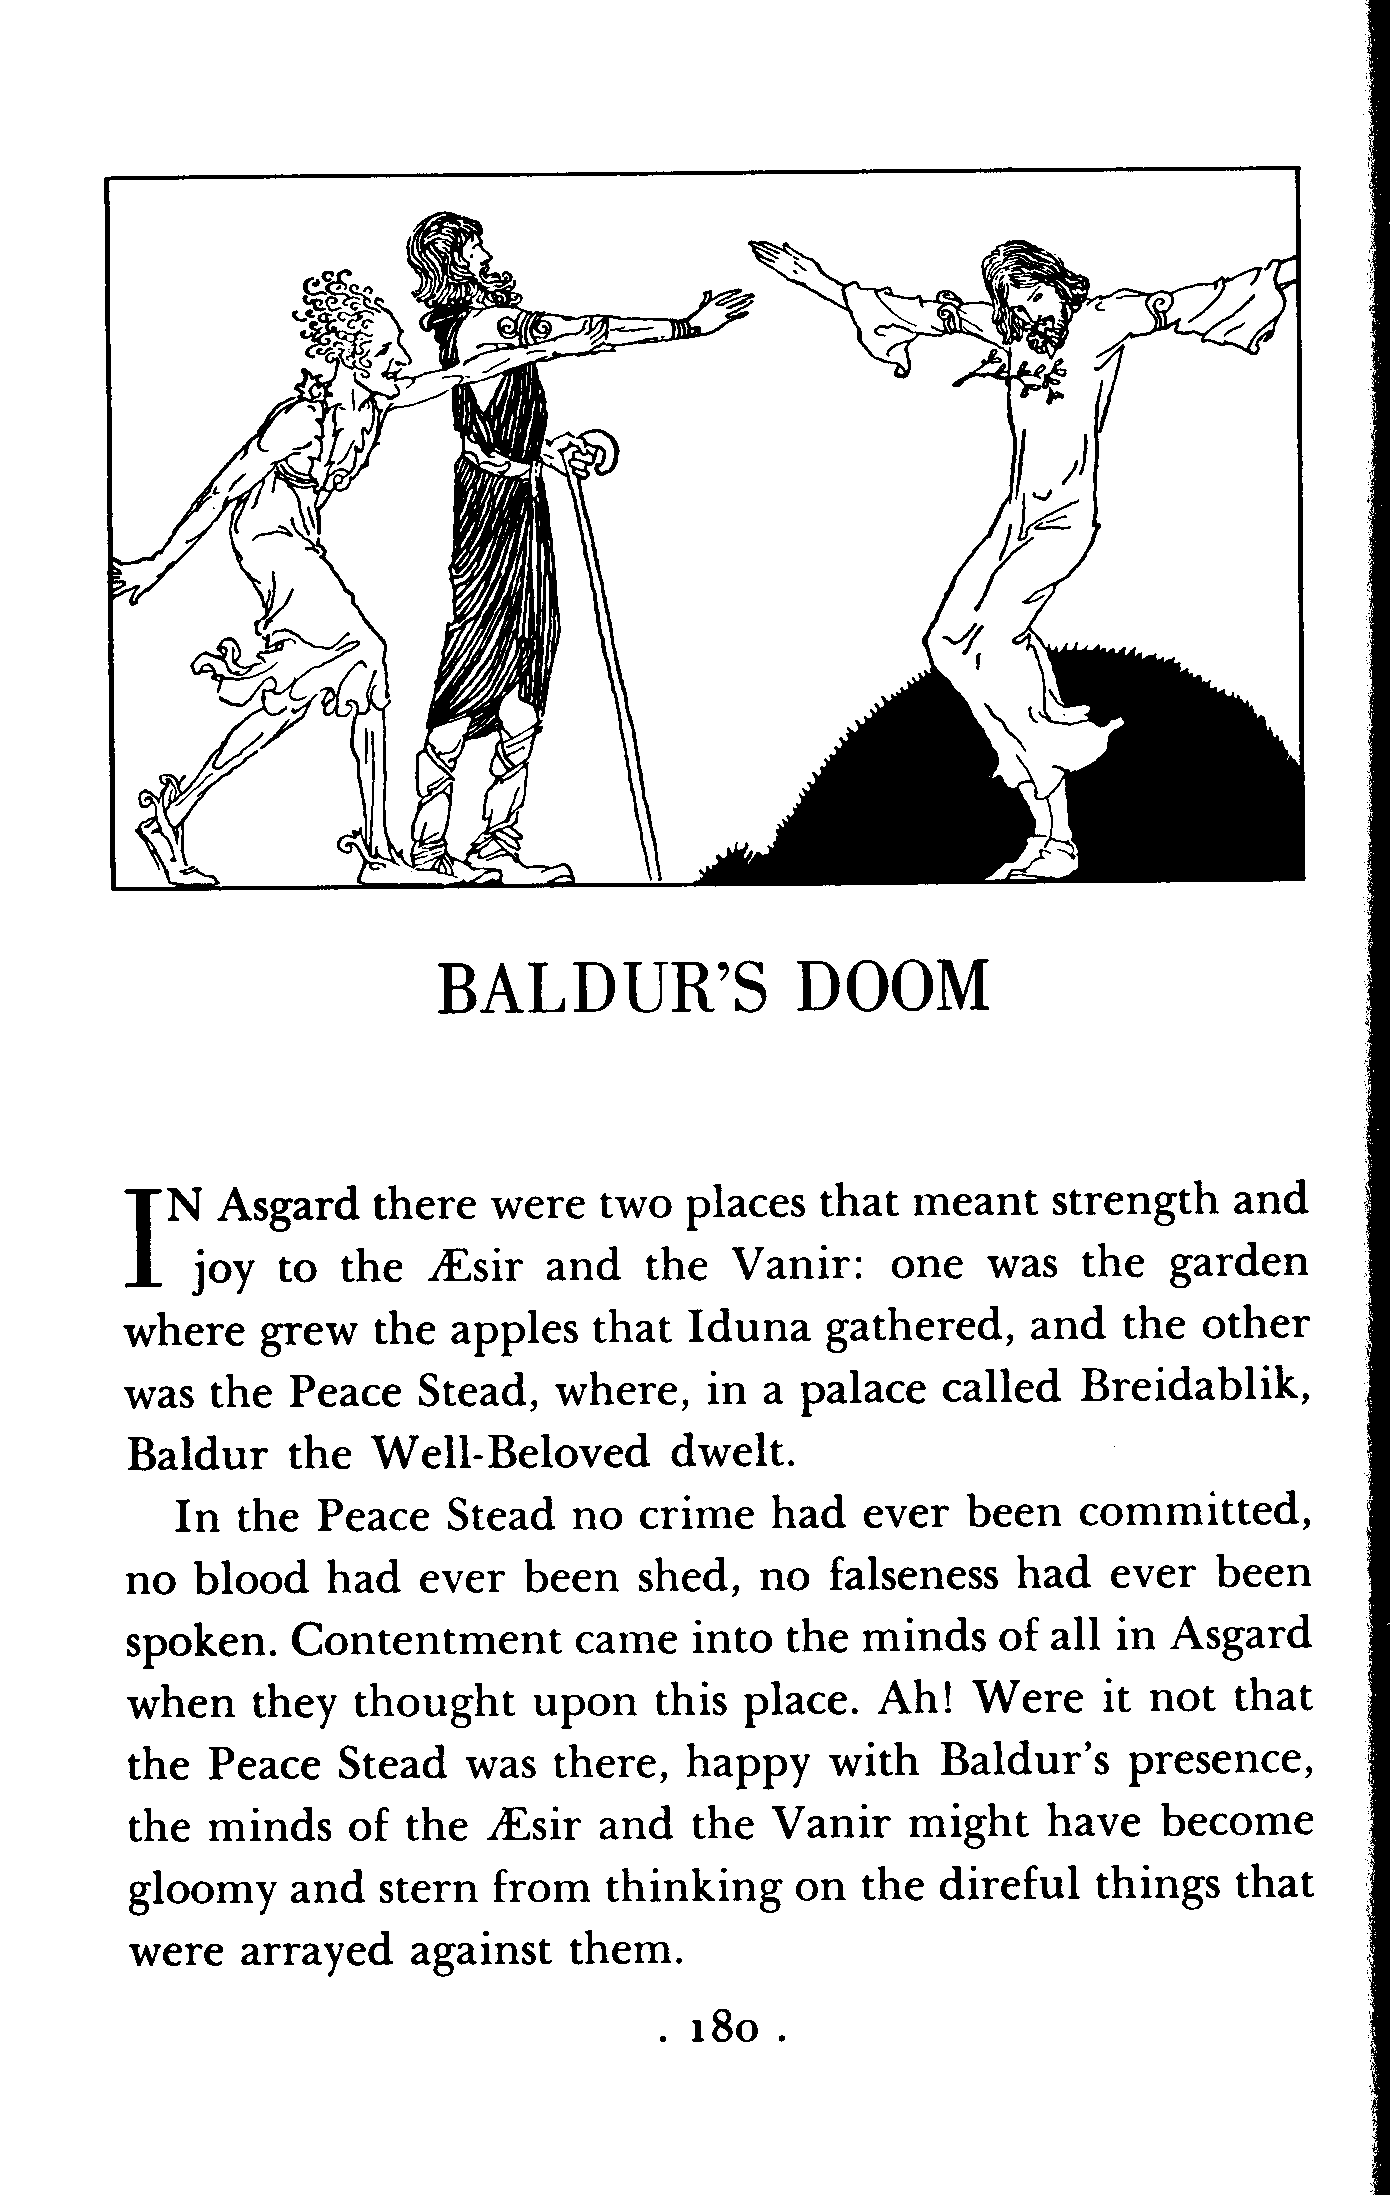 BALDUR'S DOOM
IN Asgard there were two places that meant strength and
joy to the Æsir and the Vanir: one was the garden
where grew the apples that Iduna gathered, and the other
was the Peace Stead, where, in a palace called Breidablik,
Baldur the Well-Beloved dwelt.
In the Peace Stead no crime had ever been committed,
no blood had ever been shed, no falseness had ever been
spoken. Contentment came into the minds of all in Asgard
when they thought upon this place. Ah! Were it not that
the Peace Stead was there, happy with Baldur's presence,
the minds of the Æsir and the Vanir might have become
gloomy and stern from thinking on the direful things that
were arrayed against them.
. 180 .